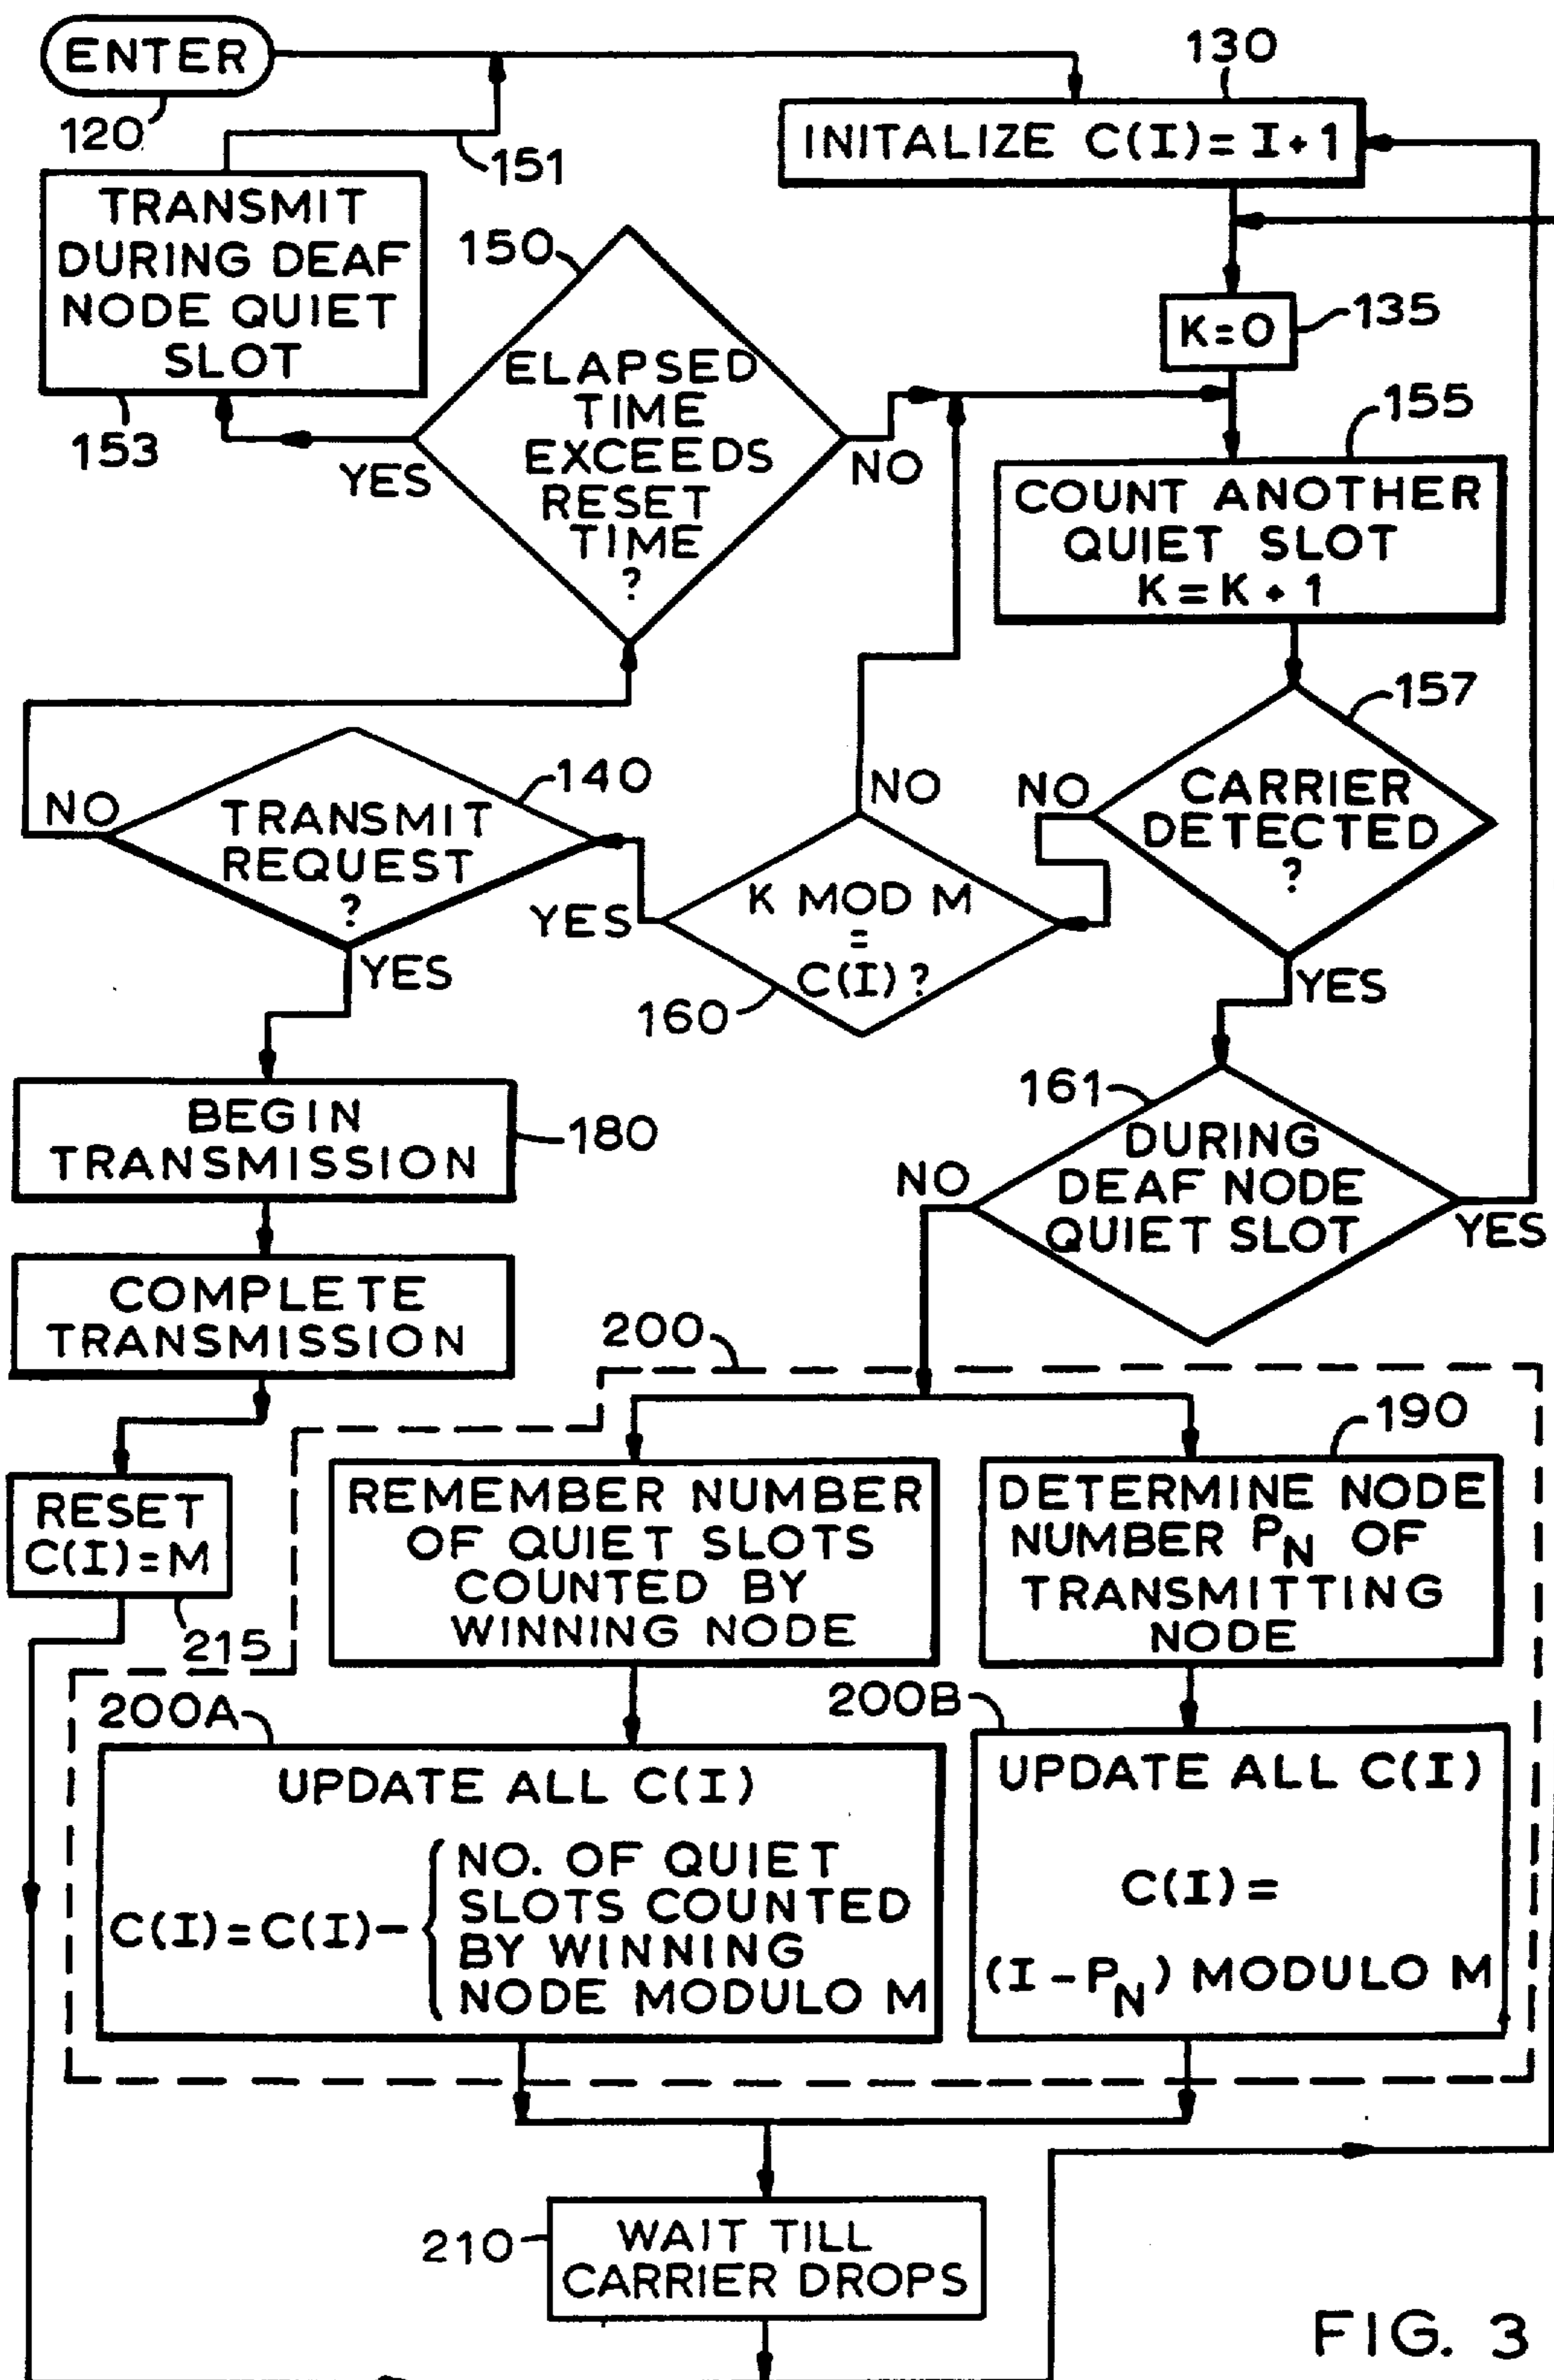 ENTER
120
130
INITALIZE C(I)=I+1
151
TRANSMIT
DURING DEAF
NODE QUIET
SLOT
153
150
ELAPSED
TIME
EXCEEDS
RESET
TIME
?
YES
NO
K=0
135
155
COUNT ANOTHER
QUIET SLOT
K=K+1
157
CARRIER
DETECTED
?
NO
YES
NO
K MOD M
=
C(I)?
160
YES
140
TRANSMIT
REQUEST
?
NO
YES
161
DURING
DEAF NODE
QUIET SLOT
NO
YES
BEGIN
TRANSMISSION
180
COMPLETE
TRANSMISSION
RESET
C(I)=M
215
200
REMEMBER NUMBER
OF QUIET SLOTS
COUNTED BY
WINNING NODE
190
DETERMINE NODE
NUMBER PN OF
TRANSMITTING
NODE
200A
UPDATE ALL C(I)
C(I)=C(I)-{
NO. OF QUIET
SLOTS COUNTED
BY WINNING
NODE MODULO M
200B
UPDATE ALL C(I)
C(I)=
(I-PN) MODULO M
210
WAIT TILL
CARRIER DROPS
FIG. 3